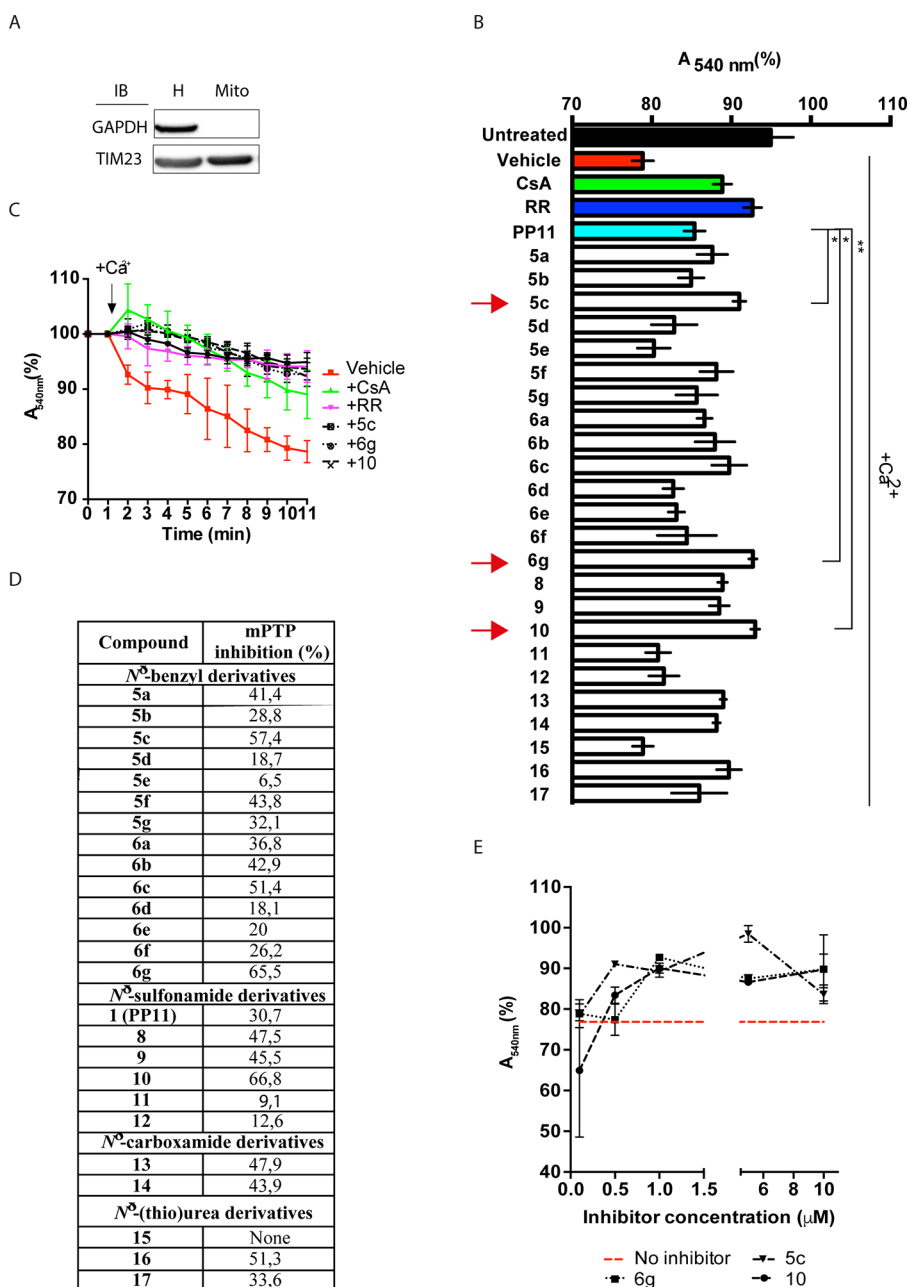 A
IB H Mito
GAPDH
TIM23
B
A 540 nm(%)
70 80 90 100 110
Untreated
Vehicle
CsA
RR
PP11
5a
5b
5c
5d
5e
5f
5g
6a
6b
6c
6d
6e
6f
6g
8
9
10
11
12
13
14
15
16
17
*
*
**
+Ca2+
C
+Ca2+
A540nm(%)
110
100
90
80
70
0 1 2 3 4 5 6 7 8 9 10 11
Time (min)
Vehicle
+CsA
+RR
+5c
+6g
+10
D
Compound mPTP
inhibition (%)
Nδ-benzyl derivatives
5a 41,4
5b 28,8
5c 57,4
5d 18,7
5e 6,5
5f 43,8
5g 32,1
6a 36,8
6b 42,9
6c 51,4
6d 18,1
6e 20
6f 26,2
6g 65,5
Nδ-sulfonamide derivatives
1 (PP11) 30,7
8 47,5
9 45,5
10 66,8
11 9,1
12 12,6
Nδ-carboxamide derivatives
13 47,9
14 43,9
Nδ-(thio)urea derivatives
15 None
16 51,3
17 33,6
E
A540nm (%)
110
100
90
80
70
60
50
40
0.0 0.5 1.0 1.5 6 8 10
Inhibitor concentration (μM)
No inhibitor 5c
6g 10